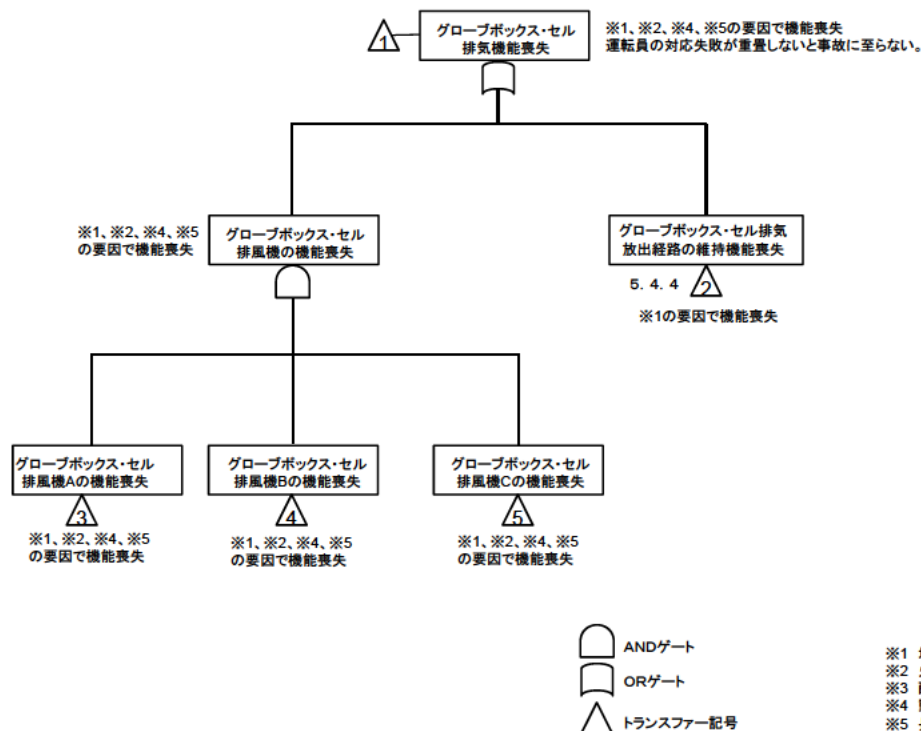 グローブボックス・セル
排気機能喪失
1
※1、※2、※4、※5の要因で機能喪失
運転員の対応失敗が重畳しないと事故に至らない。
※1、※2、※4、※5
の要因で機能喪失
グローブボックス・セル
排風機の機能喪失
グローブボックス・セル排気
放出経路の維持機能喪失
5.4.4
2
※1の要因で機能喪失
グローブボックス・セル
排風機Aの機能喪失
3
※1、※2、※4、※5
の要因で機能喪失
グローブボックス・セル
排風機Bの機能喪失
4
※1、※2、※4、※5
の要因で機能喪失
グローブボックス・セル
排風機Cの機能喪失
5
※1、※2、※4、※5
の要因で機能喪失
ANDゲート
ORゲート
トランスファー記号
※1
※2
※3
※4
※5